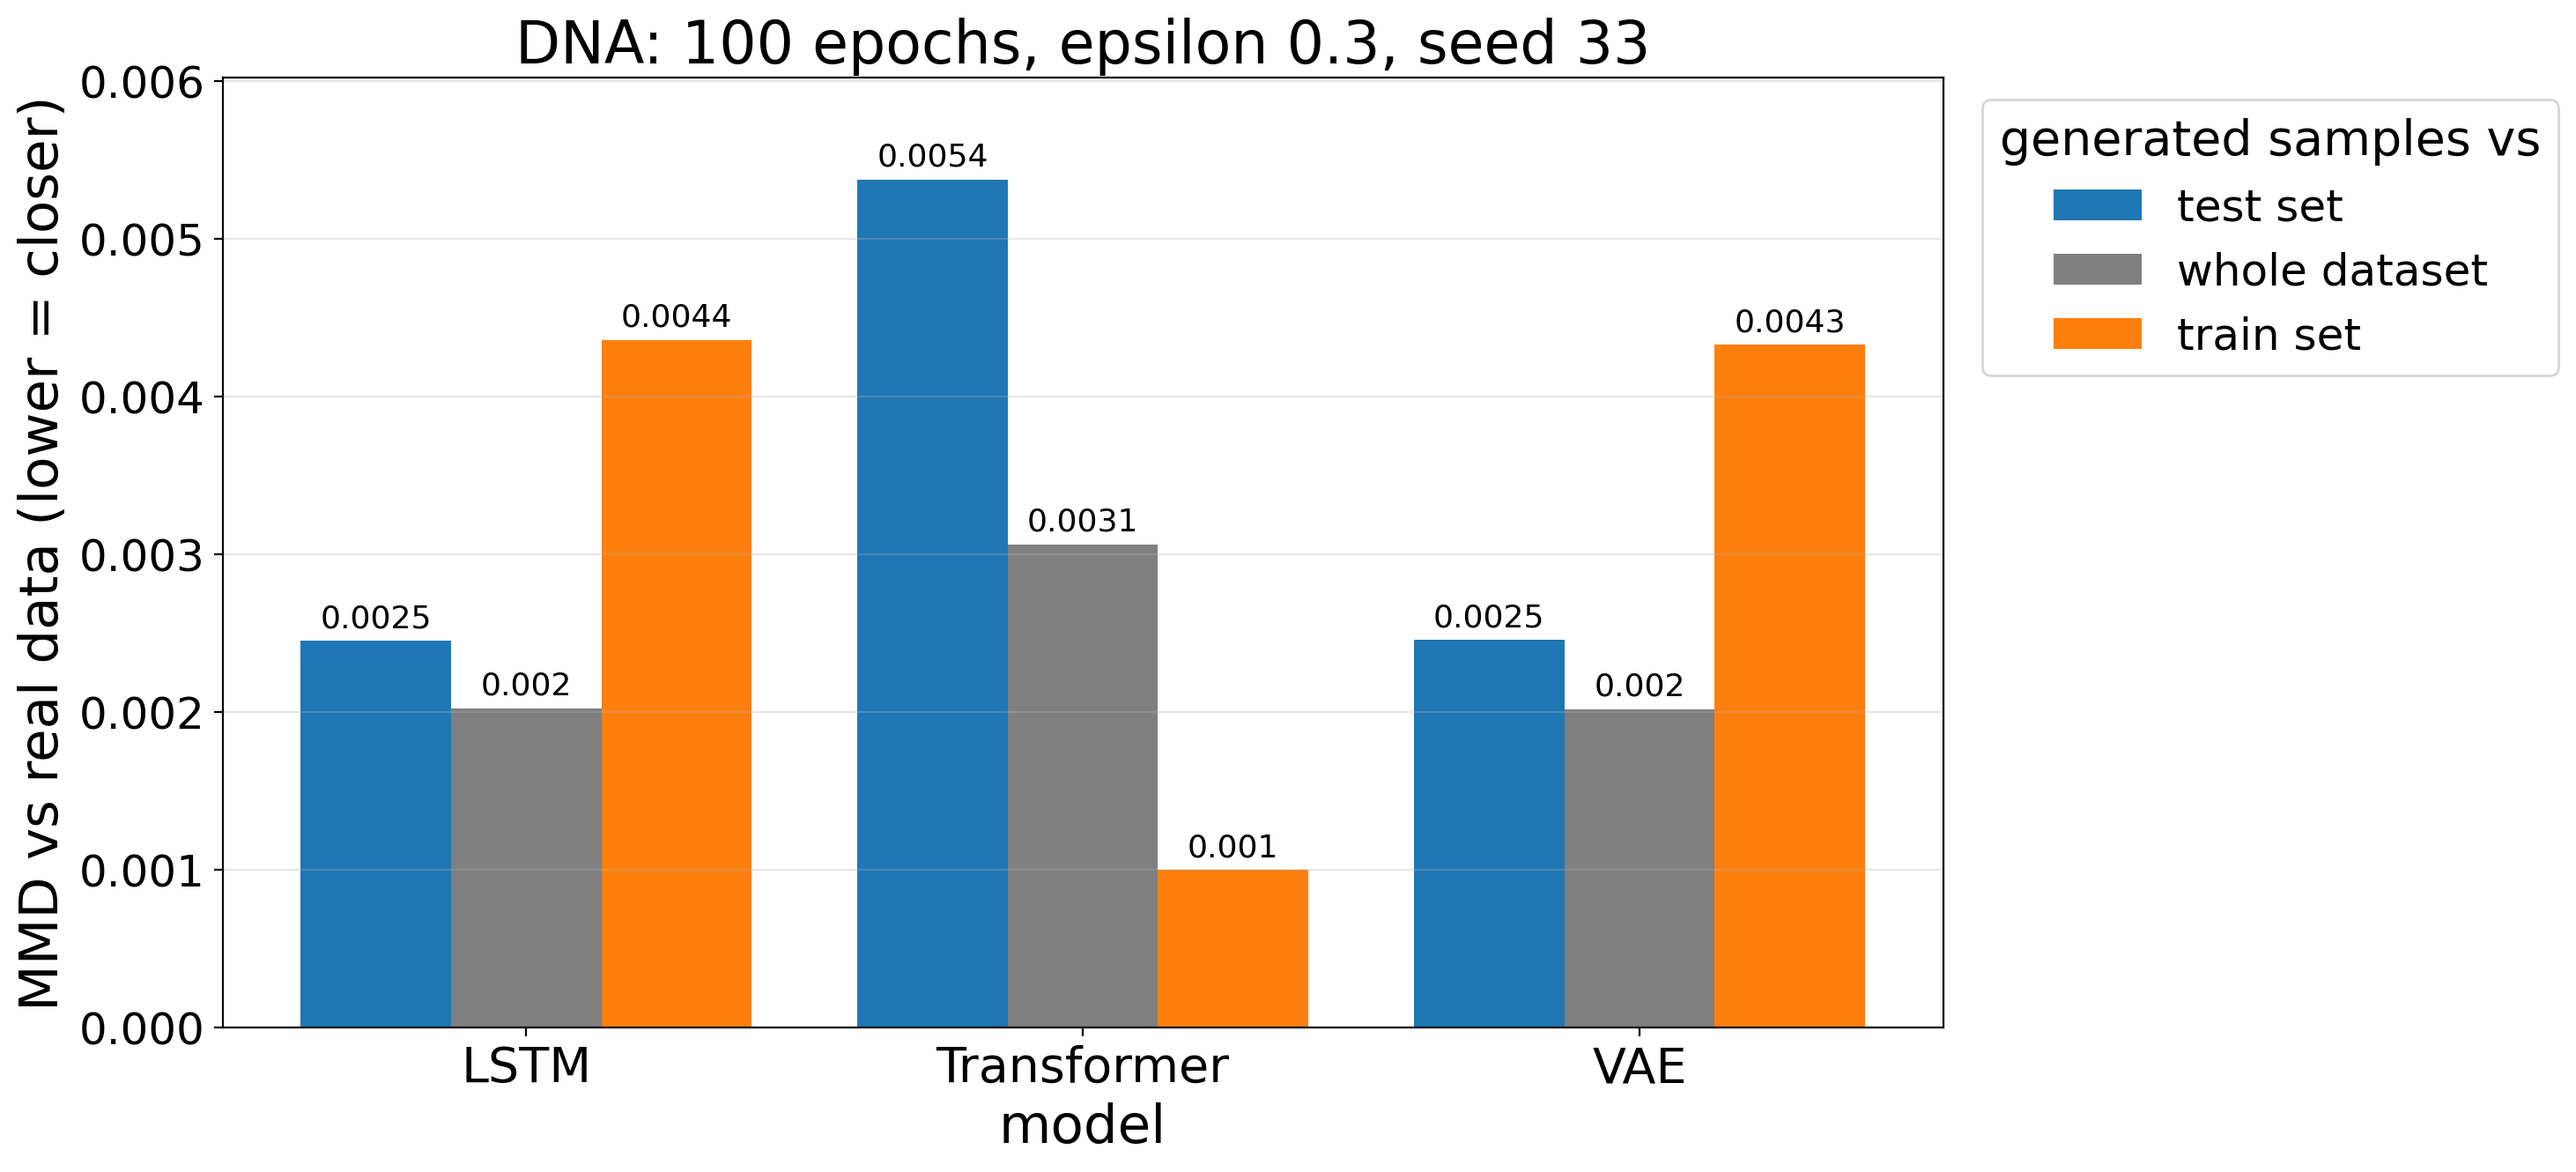 DNA: 100 epochs, epsilon 0.3, seed 33
MMD vs real data (lower = closer)
0.006
0.005
0.004
0.003
0.002
0.001
0.000
0.0025
0.002
0.0044
0.0054
0.0031
0.001
0.0025
0.002
0.0043
LSTM
Transformer
VAE
model
generated samples vs
test set
whole dataset
train set